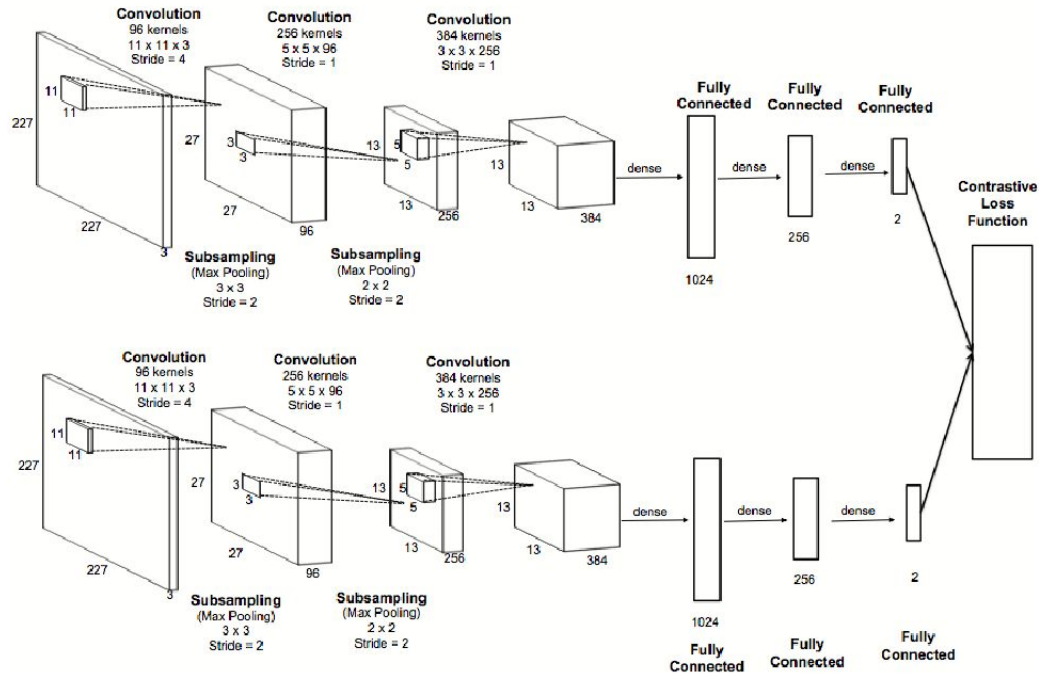 Convolution
96 kernels
11 x 11 x 3
Stride = 4
Convolution
256 kernels
5 x 5 x 96
Stride = 1
Convolution
384 kernels
3 x 3 x 256
Stride = 1
11
11
227
227
3
27
3
3
27
96
13
5
5
13
256
13
13
384
dense
Fully
Connected
1024
dense
Fully
Connected
256
dense
Fully
Connected
2
Contrastive
Loss
Function
Subsampling
(Max Pooling)
3 x 3
Stride = 2
Subsampling
(Max Pooling)
2 x 2
Stride = 2
Convolution
96 kernels
11 x 11 x 3
Stride = 4
Convolution
256 kernels
5 x 5 x 96
Stride = 1
Convolution
384 kernels
3 x 3 x 256
Stride = 1
11
11
227
227
3
27
3
3
27
96
13
5
5
13
256
13
13
384
dense
1024
dense
256
dense
2
Subsampling
(Max Pooling)
3 x 3
Stride = 2
Subsampling
(Max Pooling)
2 x 2
Stride = 2
Fully
Connected
Fully
Connected
Fully
Connected